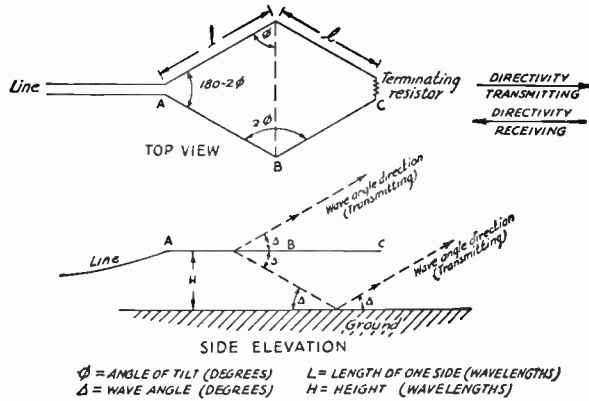 l
l
ø
Line
A
180-2ø
Terminating
resistor
C
DIRECTIVITY
TRANSMITTING
DIRECTIVITY
RECEIVING
2ø
B
TOP VIEW
Wave angle direction
(Transmitting)
A
Δ
B
C
Δ
Line
H
Δ
Δ
Wave angle direction
(Transmitting)
Ground
SIDE ELEVATION
ø = ANGLE OF TILT (DEGREES) L = LENGTH OF ONE SIDE (WAVELENGTHS)
Δ = WAVE ANGLE (DEGREES) H = HEIGHT (WAVELENGTHS)